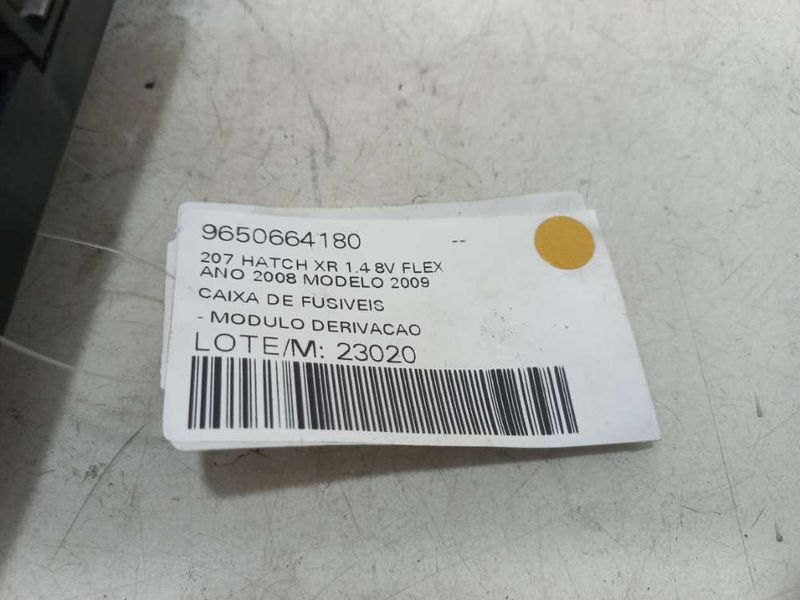 9650664180 --
207 HATCH XR 1.4 8V FLEX
ANO 2008 MODELO 2009
CAIXA DE FUSIVEIS
- MODULO DERIVACAO
LOTE/M: 23020